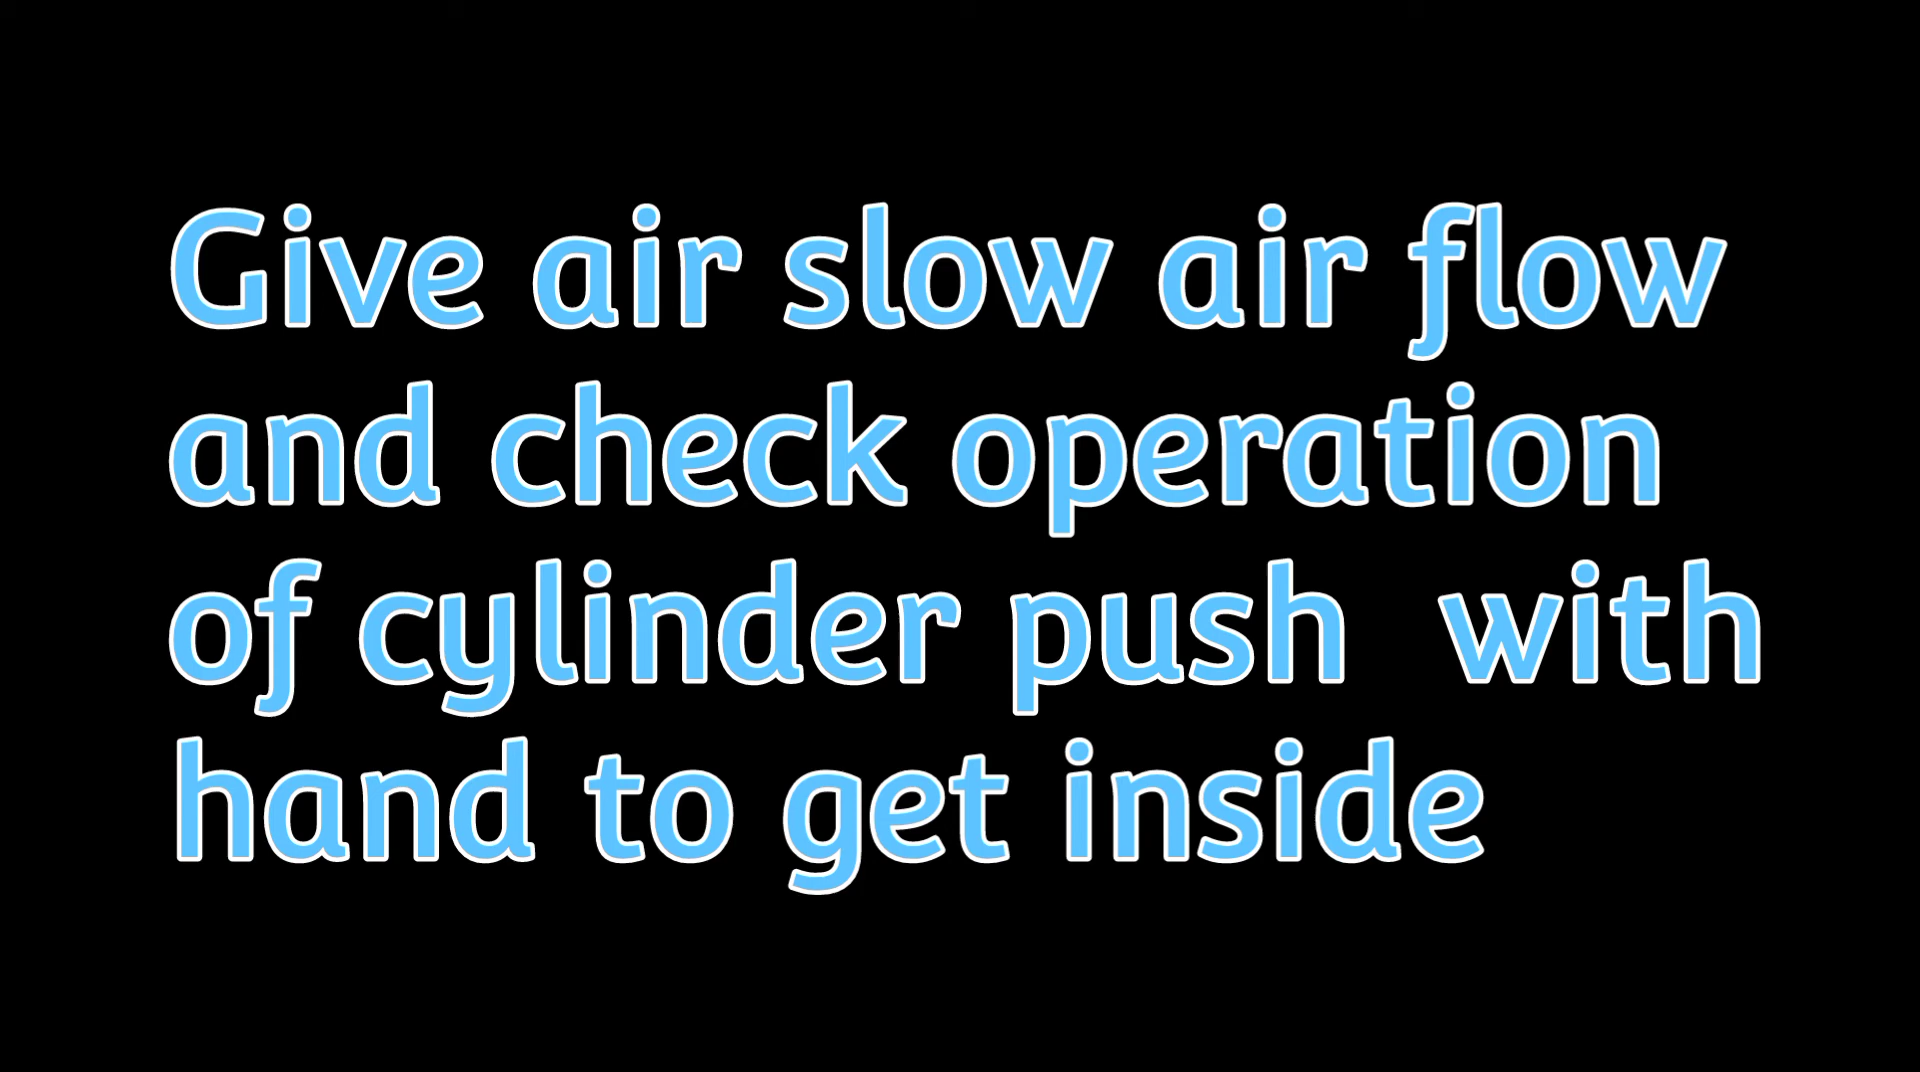 Give air slow air flow
and check operation
of cylinder push  with
hand to get inside